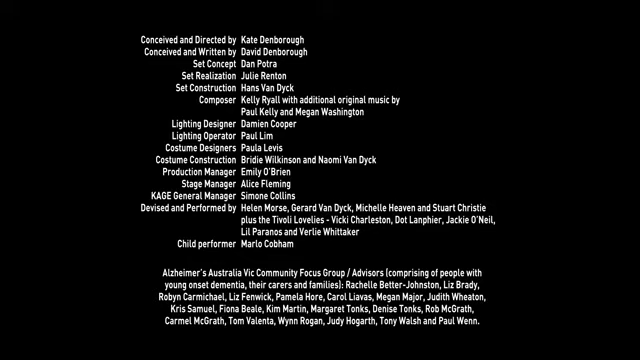 Conceived and Directed by Kate Denborough
Conceived and Written by David Denborough
Set Concept Dan Potra
Set Realization Julie Renton
Set Construction Hans Van Dyck
Composer Kelly Ryall with additional original music by
Paul Kelly and Megan Washington
Lighting Designer Damien Cooper
Lighting Operator Paul Lim
Costume Designers Paula Levis
Costume Construction Bridie Wilkinson and Naomi Van Dyck
Production Manager Emily O'Brien
Stage Manager Alice Fleming
KAGE General Manager Simone Collins
Devised and Performed by Helen Morse, Gerard Van Dyck, Michelle Heaven and Stuart Christie
plus the Tivoli Lovelies - Vicki Charleston, Dot Lanphier, Jackie O'Neil,
Lil Paranos and Verlie Whittaker
Child performer Marlo Cobham
Alzheimer's Australia Vic Community Focus Group / Advisors (comprising of people with
young onset dementia, their carers and families): Rachelle Better-Johnston, Liz Brady,
Robyn Carmichael, Liz Fenwick, Pamela Hore, Carol Liavas, Megan Major, Judith Wheaton,
Kris Samuel, Fiona Beale, Kim Martin, Margaret Tonks, Denise Tonks, Rob McGrath,
Carmel McGrath, Tom Valenta, Wynn Rogan, Judy Hogarth, Tony Walsh and Paul Wenn.